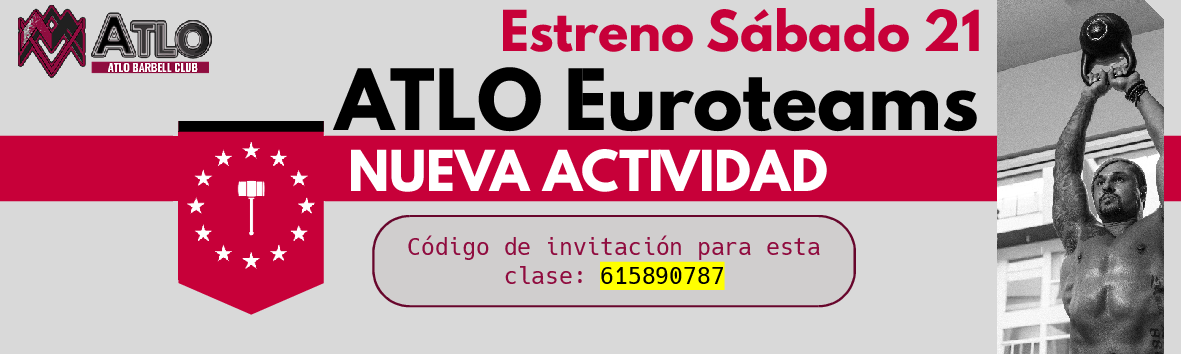 ATLO
ATLO BARBELL CLUB
Estreno Sábado 21
ATLO Euroteams
NUEVA ACTIVIDAD
Código de invitación para esta
clase: 615890787